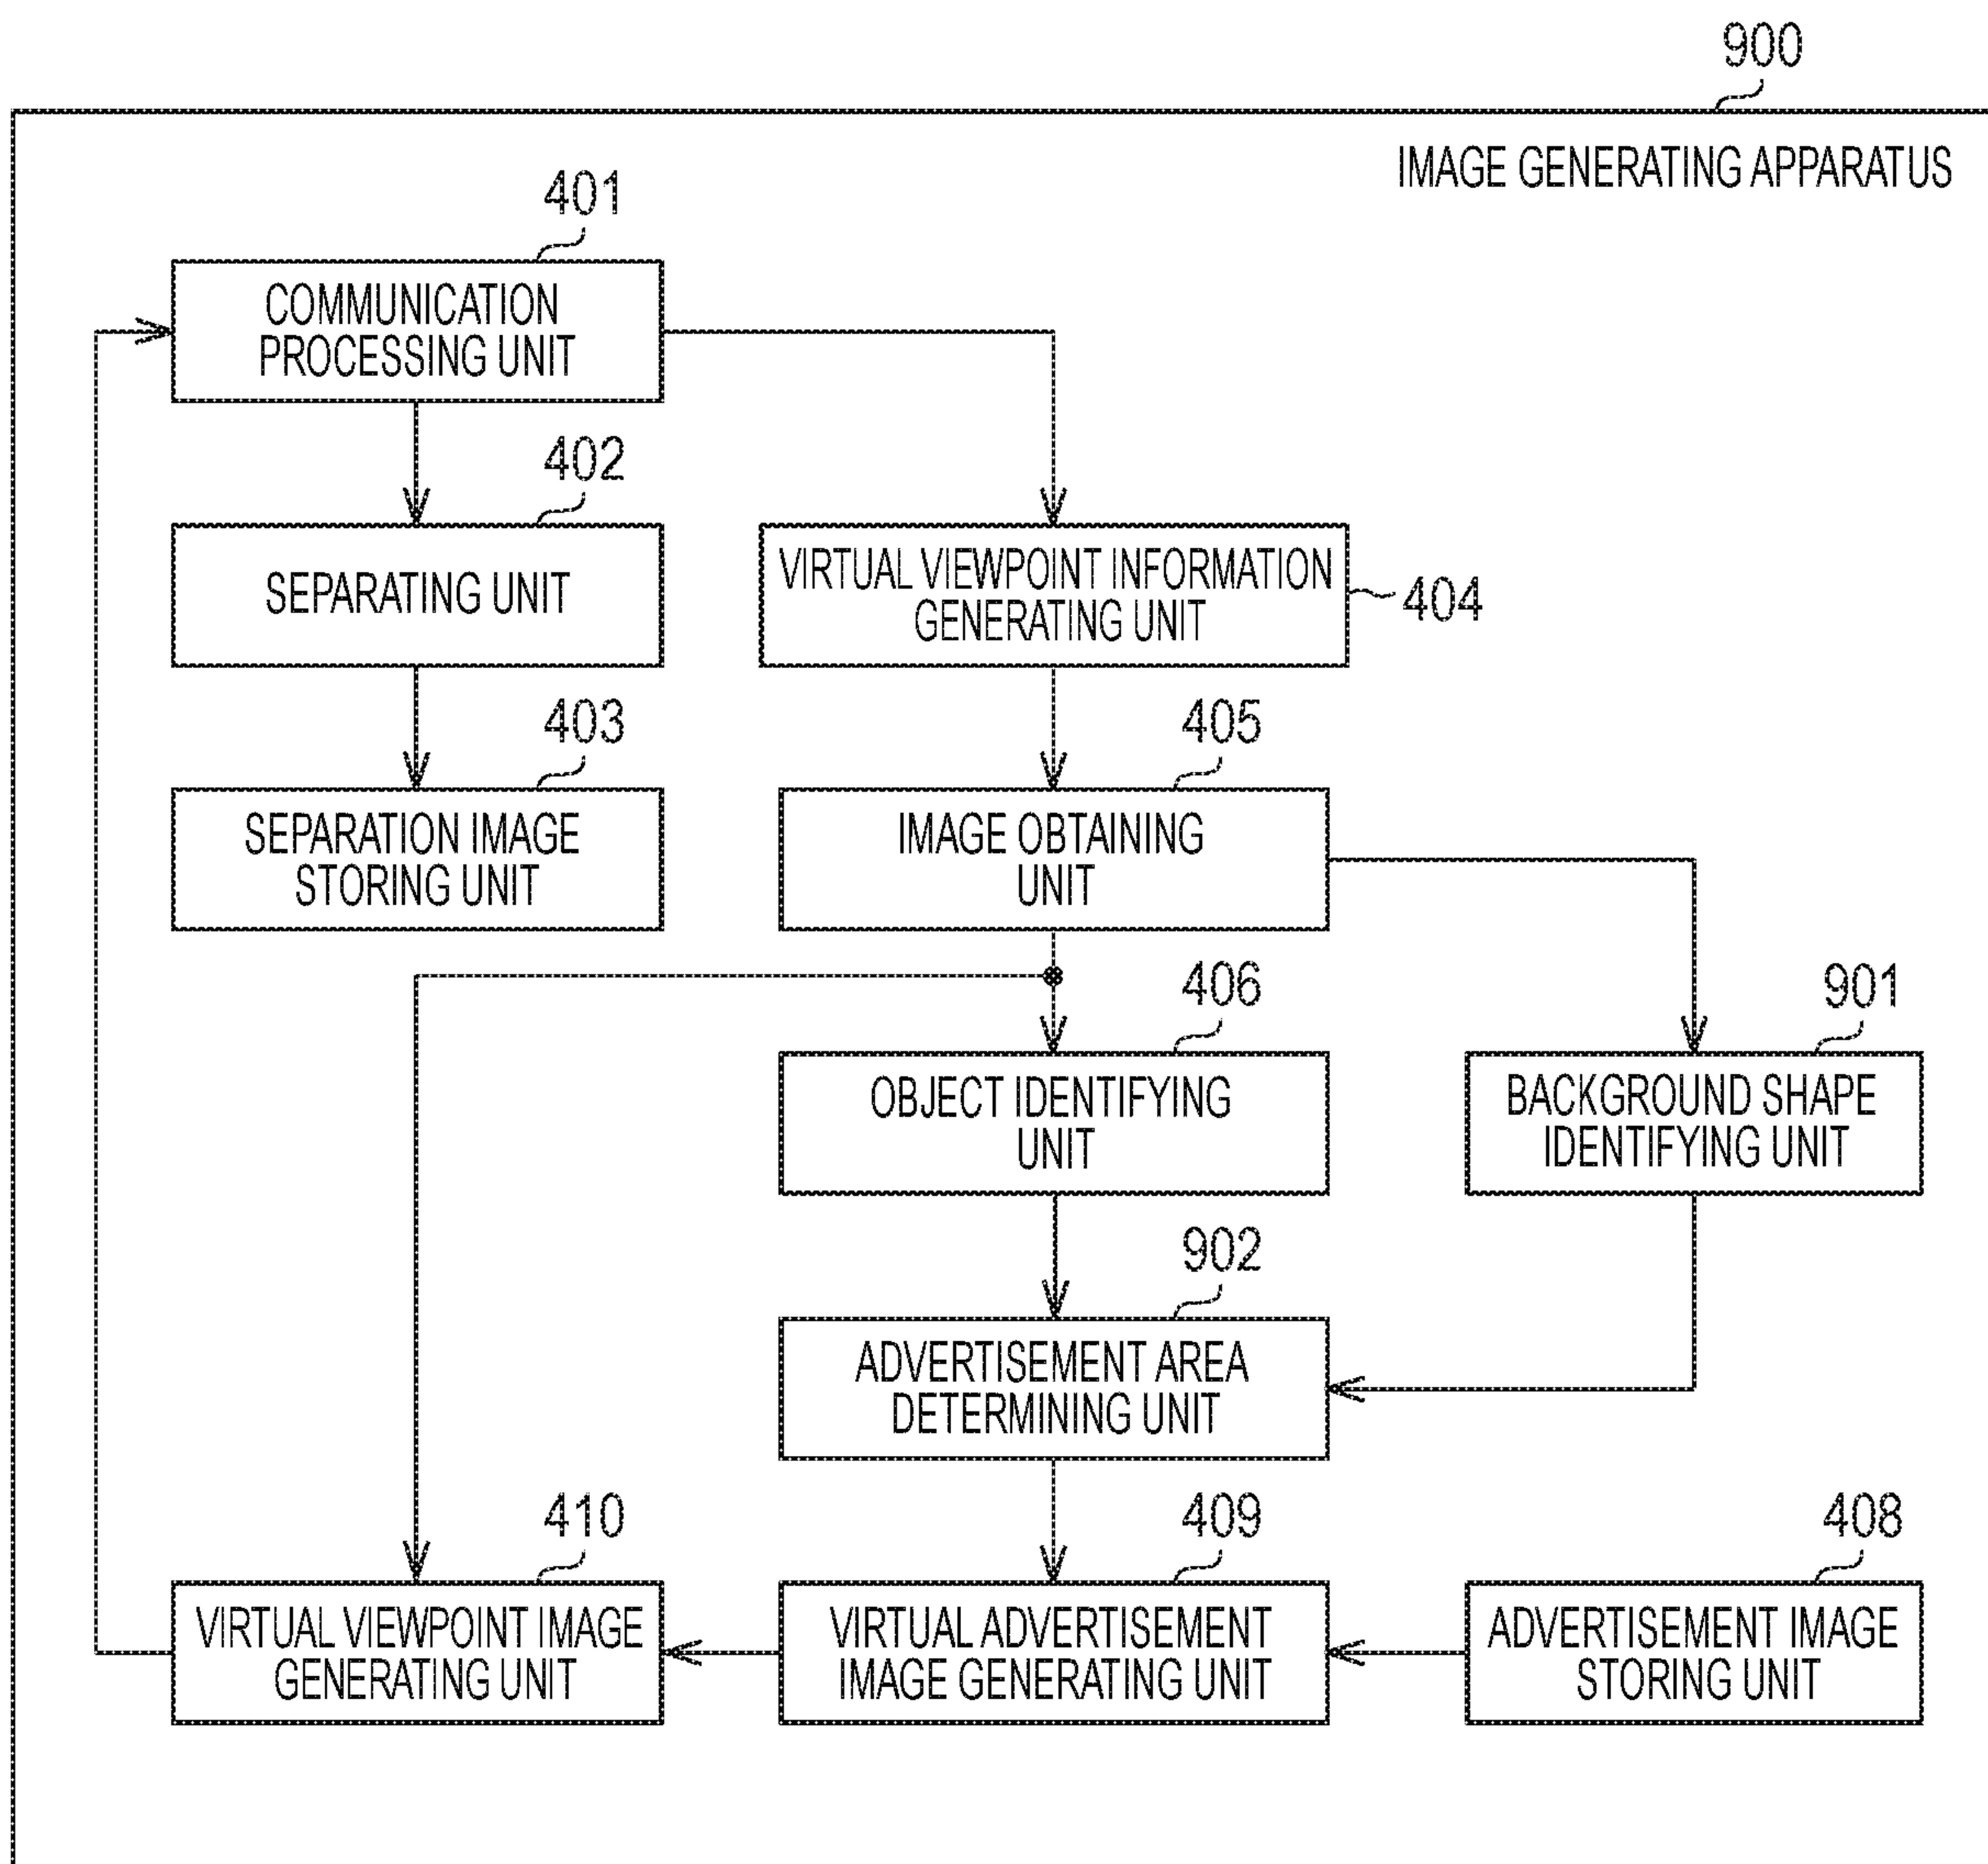 900
IMAGE GENERATING APPARATUS
401
COMMUNICATION
PROCESSING UNIT
402
SEPARATING UNIT
VIRTUAL VIEWPOINT INFORMATION
GENERATING UNIT
404
403
SEPARATION IMAGE
STORING UNIT
405
IMAGE OBTAINING
UNIT
406
OBJECT IDENTIFYING
UNIT
901
BACKGROUND SHAPE
IDENTIFYING UNIT
902
ADVERTISEMENT AREA
DETERMINING UNIT
410
VIRTUAL VIEWPOINT IMAGE
GENERATING UNIT
409
VIRTUAL ADVERTISEMENT
IMAGE GENERATING UNIT
408
ADVERTISEMENT IMAGE
STORING UNIT